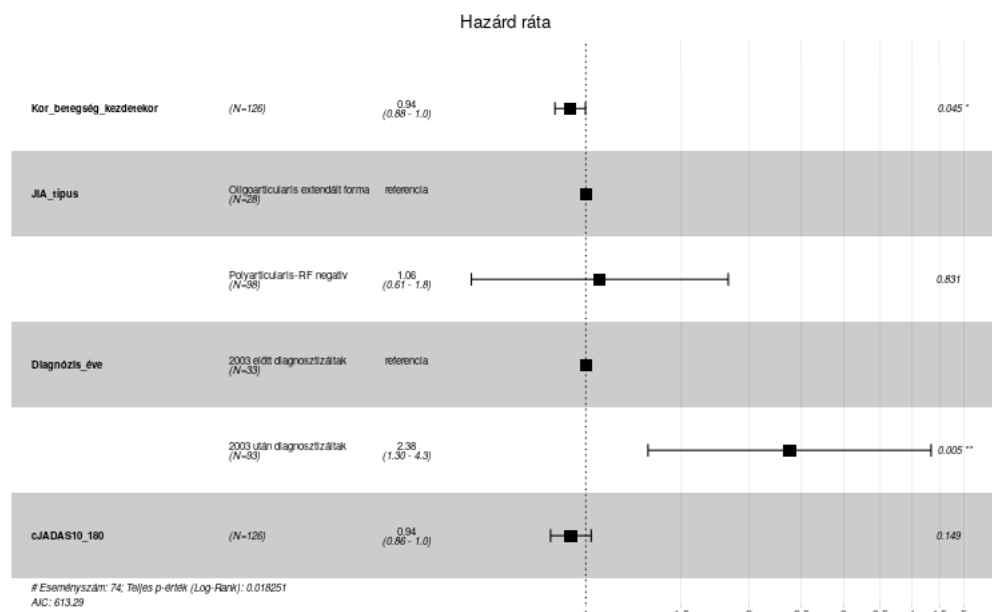 Hazárd ráta
Kor_betegség_kezdetekor (N=126) 0.94 0.045 *
(0.88 - 1.0)
JIA_típus Oligoarticularis extendált forma referencia
(N=28)
Polyarticularis-RF negatív 1.06 0.831
(N=98) (0.61 - 1.8)
Diagnózis_éve 2003 előtt diagnosztizáltak referencia
(N=33)
2003 után diagnosztizáltak 2.38 0.005 **
(N=93) (1.30 - 4.3)
cJADAS10_180 (N=126) 0.94 0.149
(0.86 - 1.0)
# Eseményszám: 74; Teljes p-érték (Log-Rank): 0.018251
AIC: 613.29